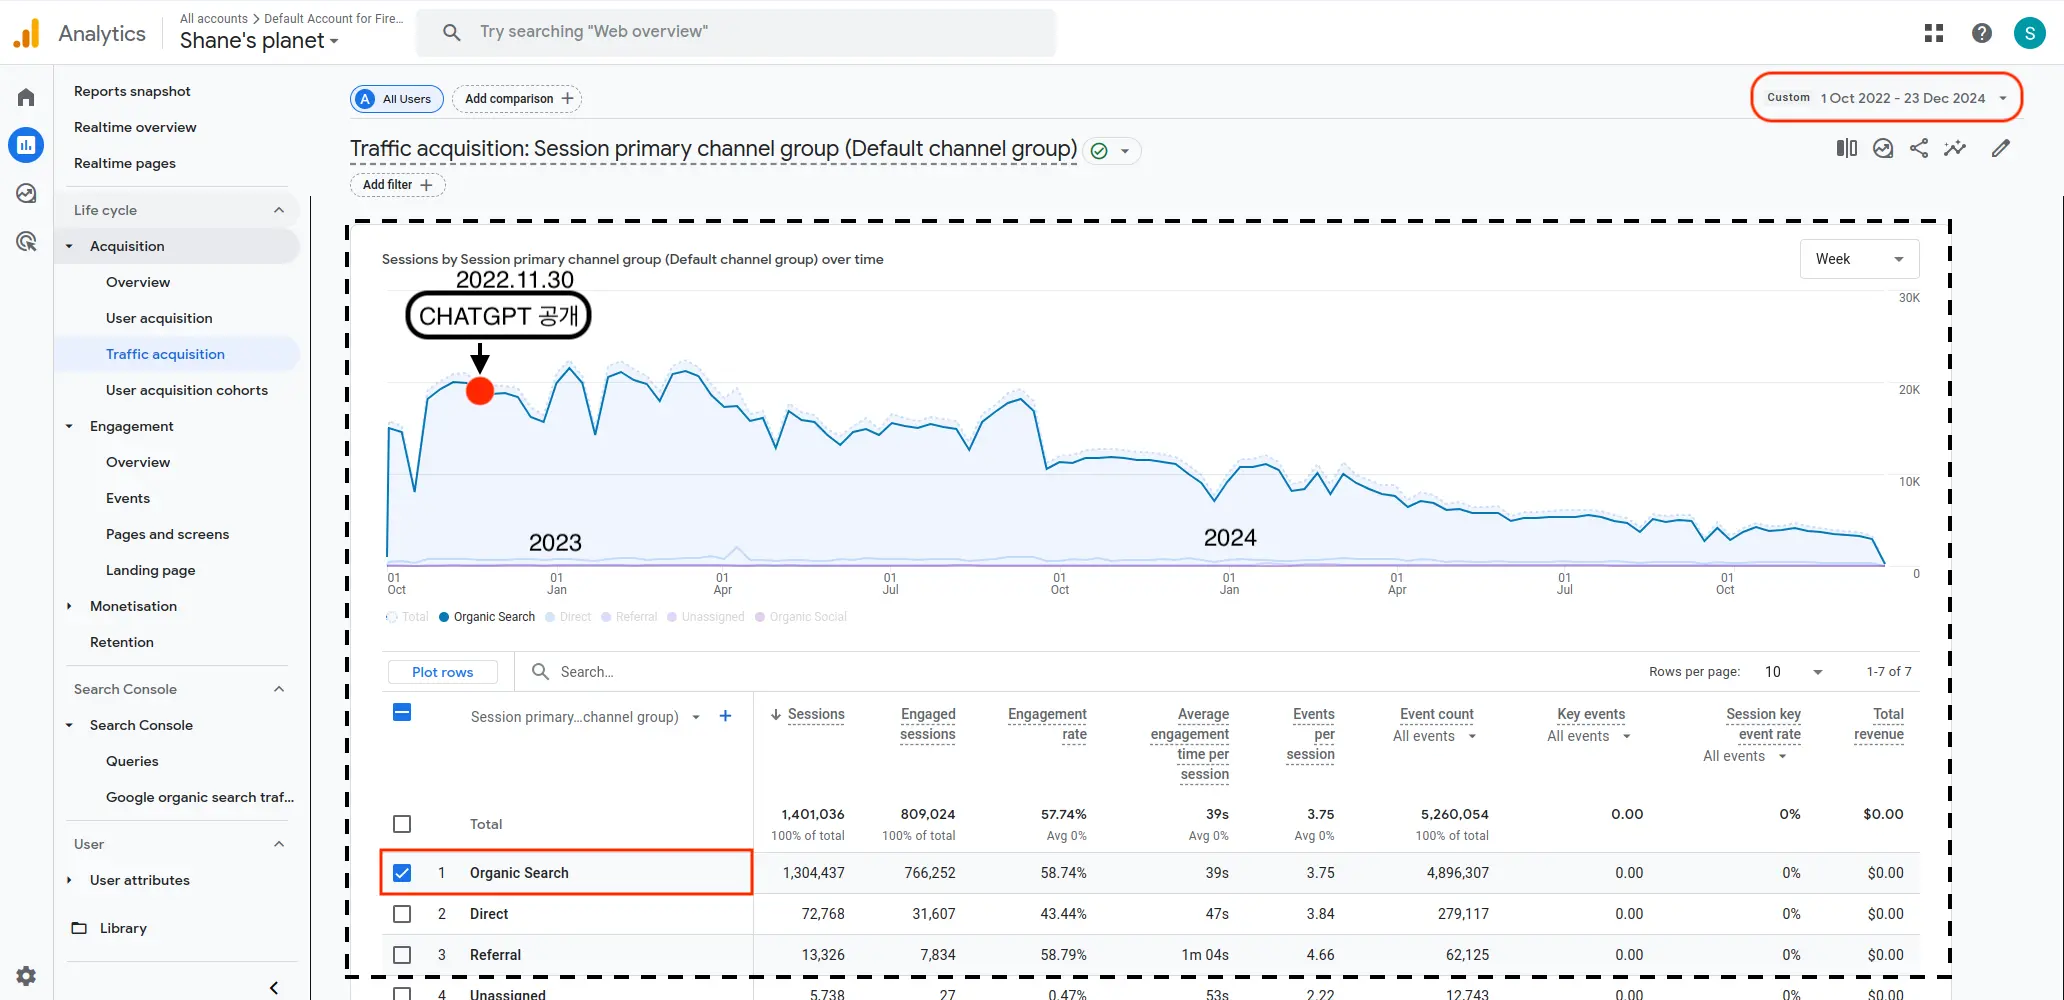 Analytics
All accounts > Default Account for Fire...
Shane's planet
Try searching "Web overview"
S
Reports snapshot
Realtime overview
Realtime pages
Life cycle
Acquisition
Overview
User acquisition
Traffic acquisition
User acquisition cohorts
Engagement
Overview
Events
Pages and screens
Landing page
Monetisation
Retention
Search Console
Search Console
Queries
Google organic search traf...
User
User attributes
Library
A All Users
Add comparison +
Custom 1 Oct 2022 - 23 Dec 2024
Traffic acquisition: Session primary channel group (Default channel group)
Add filter +
Sessions by Session primary channel group (Default channel group) over time
Week
2022.11.30
CHATGPT 공개
30K
20K
10K
0
2023
2024
01 Oct
01 Jan
01 Apr
01 Jul
01 Oct
01 Jan
01 Apr
01 Jul
01 Oct
Total Organic Search Direct Referral Unassigned Organic Social
Plot rows
Search...
Rows per page: 10 1-7 of 7
Session primary...channel group) +
Sessions
Engaged sessions
Engagement rate
Average engagement time per session
Events per session
Event count
All events
Key events
All events
Session key event rate
All events
Total revenue
Total 1,401,036 809,024 57.74% 39s 3.75 5,260,054 0.00 0% $0.00
100% of total 100% of total Avg 0% Avg 0% Avg 0% 100% of total
1 Organic Search 1,304,437 766,252 58.74% 39s 3.75 4,896,307 0.00 0% $0.00
2 Direct 72,768 31,607 43.44% 47s 3.84 279,117 0.00 0% $0.00
3 Referral 13,326 7,834 58.79% 1m 04s 4.66 62,125 0.00 0% $0.00
4 Unassigned 5,738 27 0.47% 53s 2.22 12,743 0.00 0% $0.00